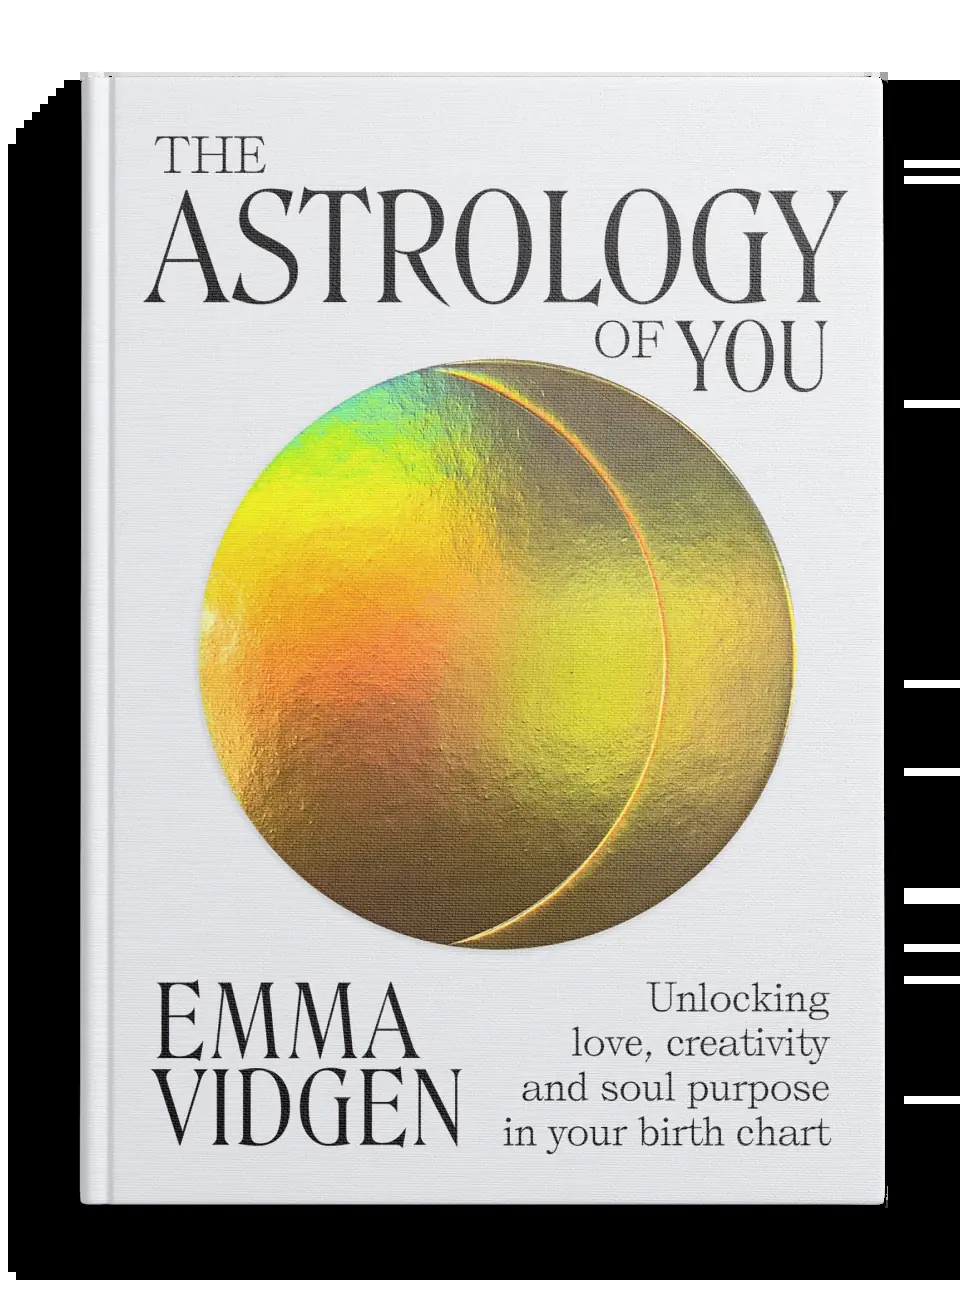 THE
ASTROLOGY
OF YOU
EMMA
VIDGEN
Unlocking
love, creativity
and soul purpose
in your birth chart